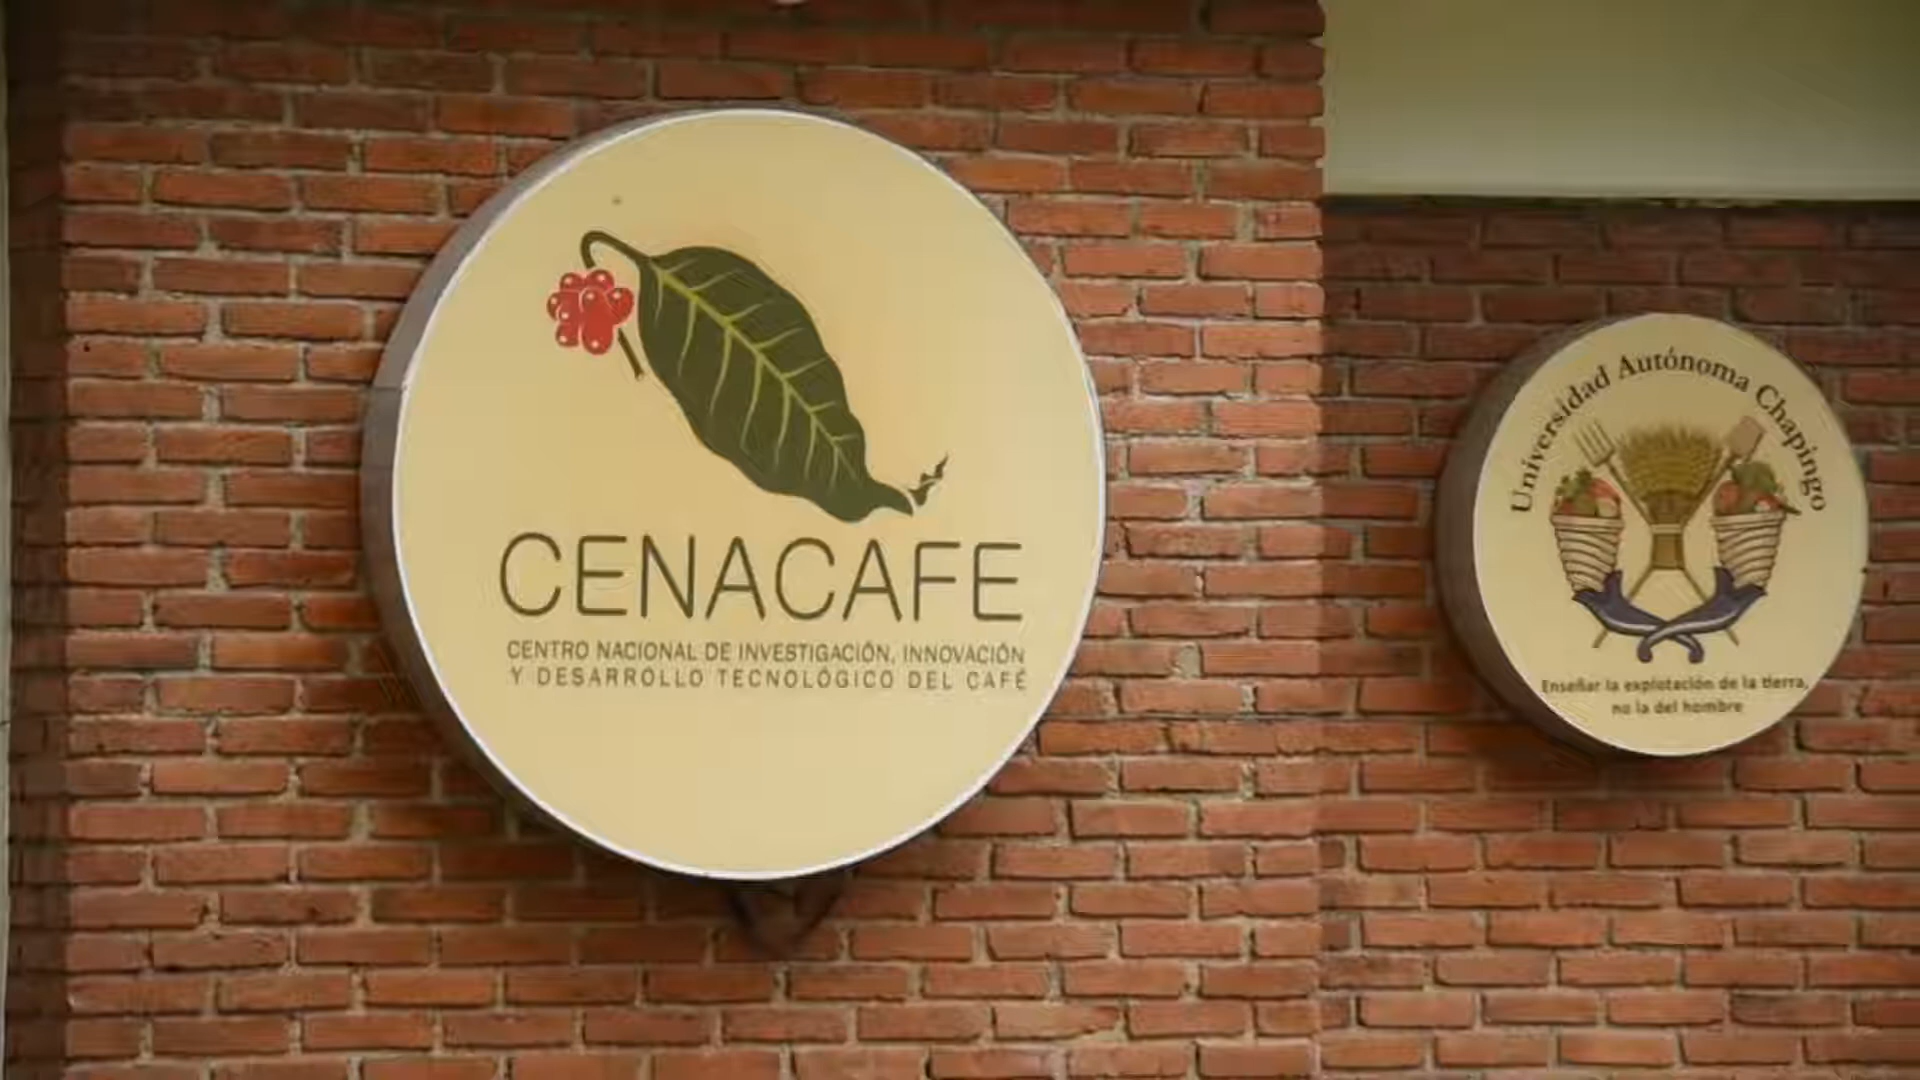 CENACAFE
CENTRO NACIONAL DE INVESTIGACIÓN, INNOVACIÓN
Y DESARROLLO TECNOLÓGICO DEL CAFÉ
Universidad Autónoma Chapingo
Enseñar la explotación de la tierra,
no la del hombre